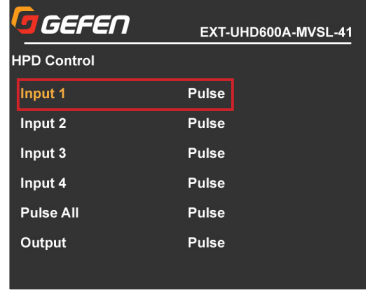 GEFEN
EXT-UHD600A-MVSL-41
HPD Control
Input 1 Pulse
Input 2 Pulse
Input 3 Pulse
Input 4 Pulse
Pulse All Pulse
Output Pulse